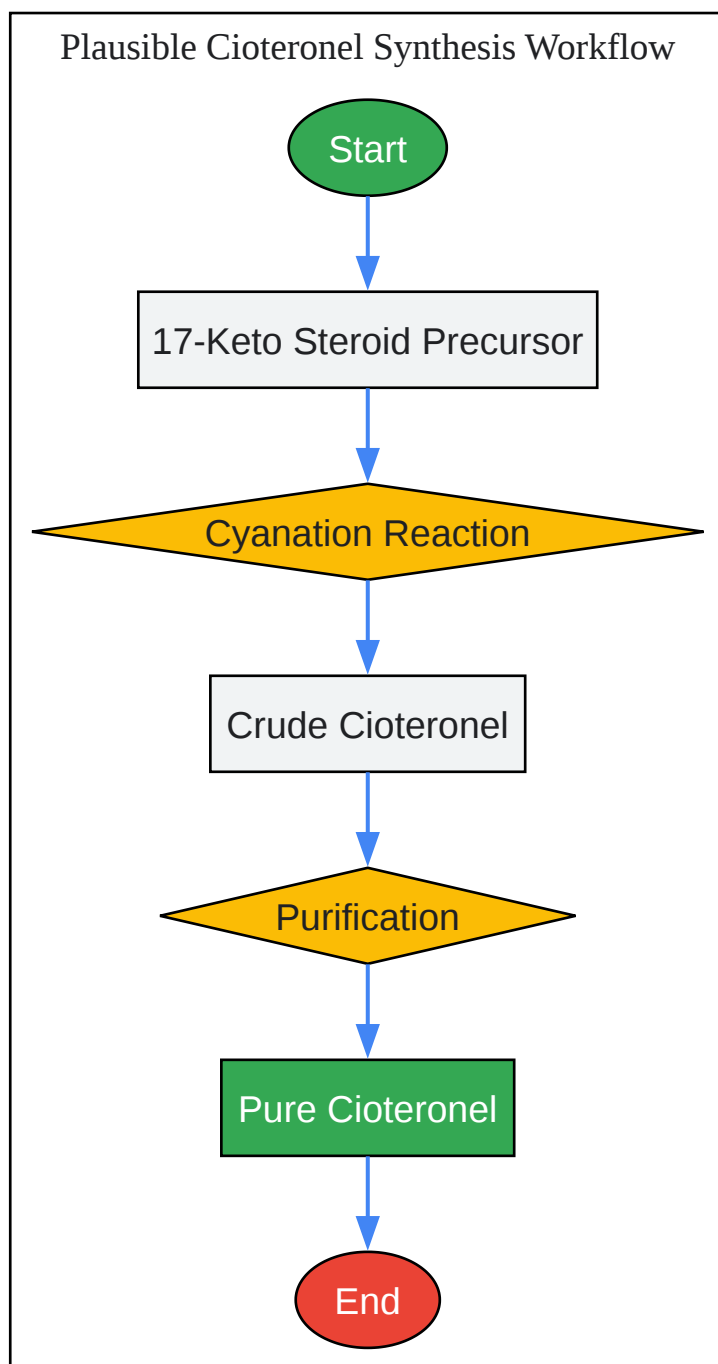 Plausible Cioteronel Synthesis Workflow
Start
17-Keto Steroid Precursor
Cyanation Reaction
Crude Cioteronel
Purification
Pure Cioteronel
End